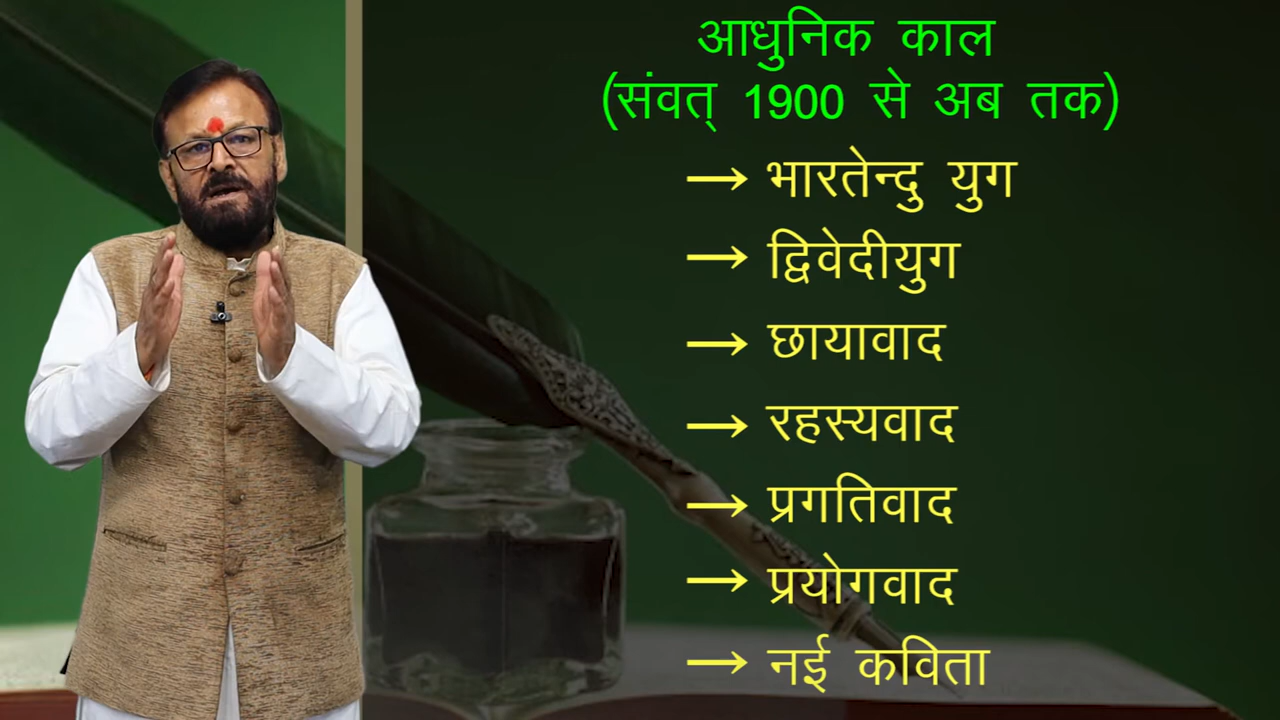 आधुनिक काल
(संवत् 1900 से अब तक)
→ भारतेन्दु युग
→ द्विवेदीयुग
→ छायावाद
→ रहस्यवाद
→ प्रगतिवाद
→ प्रयोगवाद
→ नई कविता